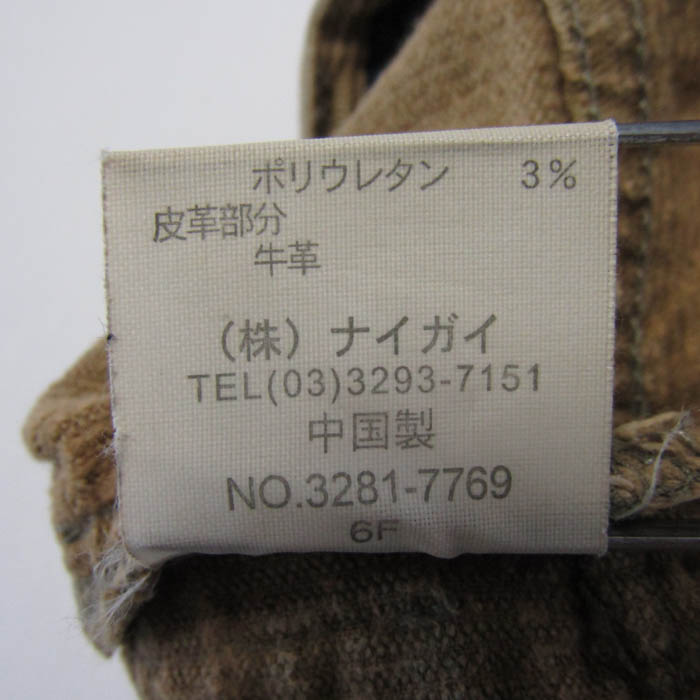 ポリウレタン 3%
皮革部分
牛革
(株)ナイガイ
TEL(03)3293-7151
中国製
NO.3281-7769
6F